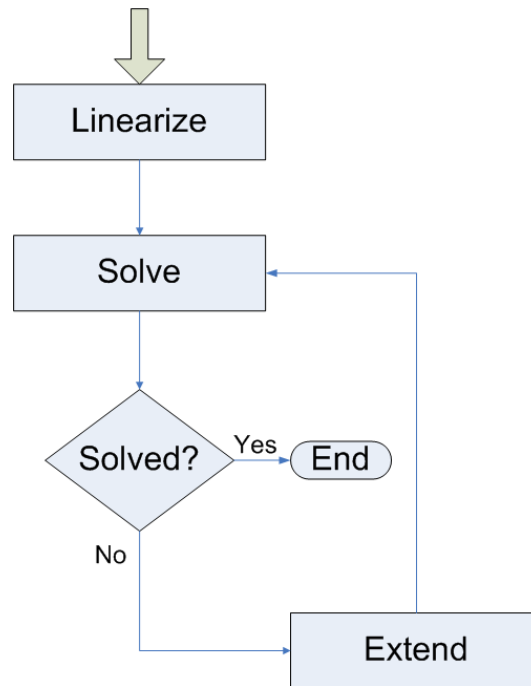 Linearize
Solve
Solved?
Yes
End
No
Extend